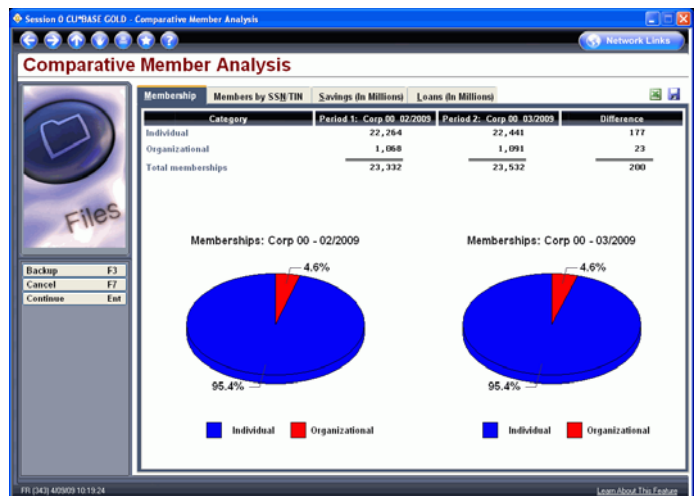 Session 0 CU*BASE GOLD - Comparative Member Analysis
Network Links
Comparative Member Analysis
Membership Members by SSN/TIN Savings (In Millions) Loans (In Millions)
Category Period 1: Corp 00 02/2009 Period 2: Corp 00 03/2009 Difference
Individual 22,264 22,441 177
Organizational 1,068 1,091 23
Total memberships 23,332 23,532 200
Files
Backup F3
Cancel F7
Continue Ent
Memberships: Corp 00 - 02/2009
4.6%
95.4%
Individual Organizational
Memberships: Corp 00 - 03/2009
4.6%
95.4%
Individual Organizational
FR (343) 4/09/09 10:19:24
Learn About This Feature